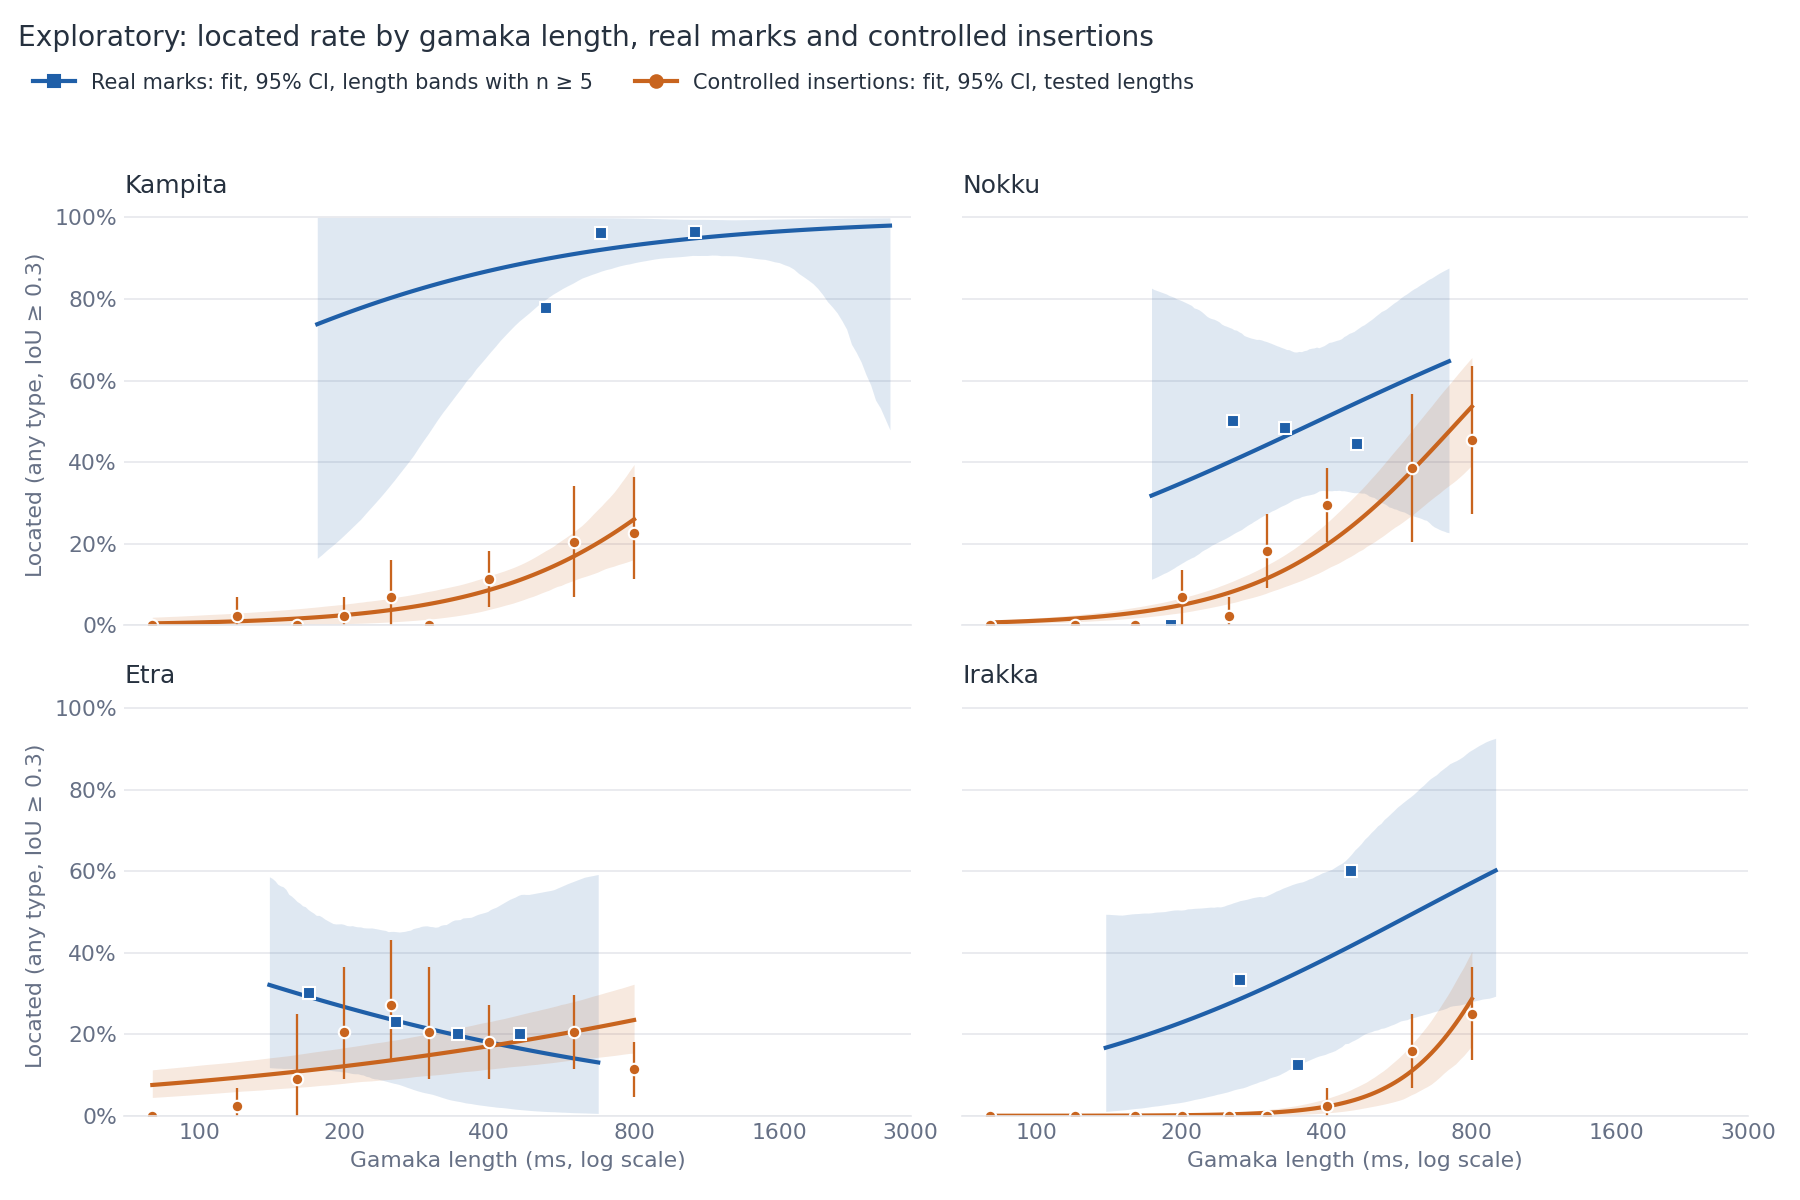 Exploratory: located rate by gamaka length, real marks and controlled insertions
Real marks: fit, 95% CI, length bands with n ≥ 5
Controlled insertions: fit, 95% CI, tested lengths
Kampita
Nokku
Located (any type, IoU ≥ 0.3)
100%
80%
60%
40%
20%
0%
Etra
Irakka
Located (any type, IoU ≥ 0.3)
100%
80%
60%
40%
20%
0%
100 200 400 800 1600 3000
100 200 400 800 1600 3000
Gamaka length (ms, log scale)
Gamaka length (ms, log scale)